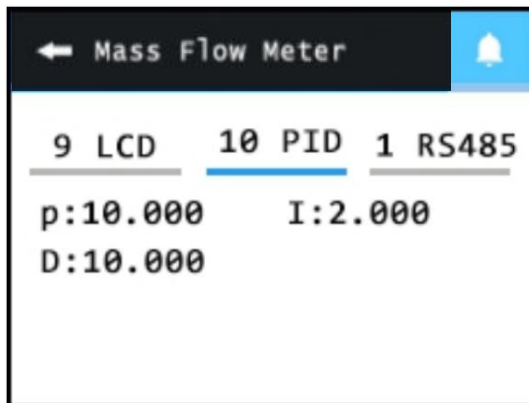 Mass Flow Meter
9 LCD 10 PID 1 RS485
p:10.000 I:2.000
D:10.000